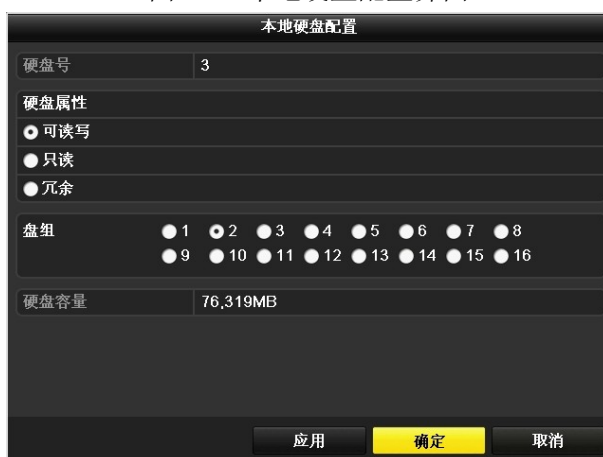 本地硬盘配置
硬盘号 3
硬盘属性
可读写
只读
冗余
盘组 1 2 3 4 5 6 7 8
9 10 11 12 13 14 15 16
硬盘容量 76,319MB
应用 确定 取消